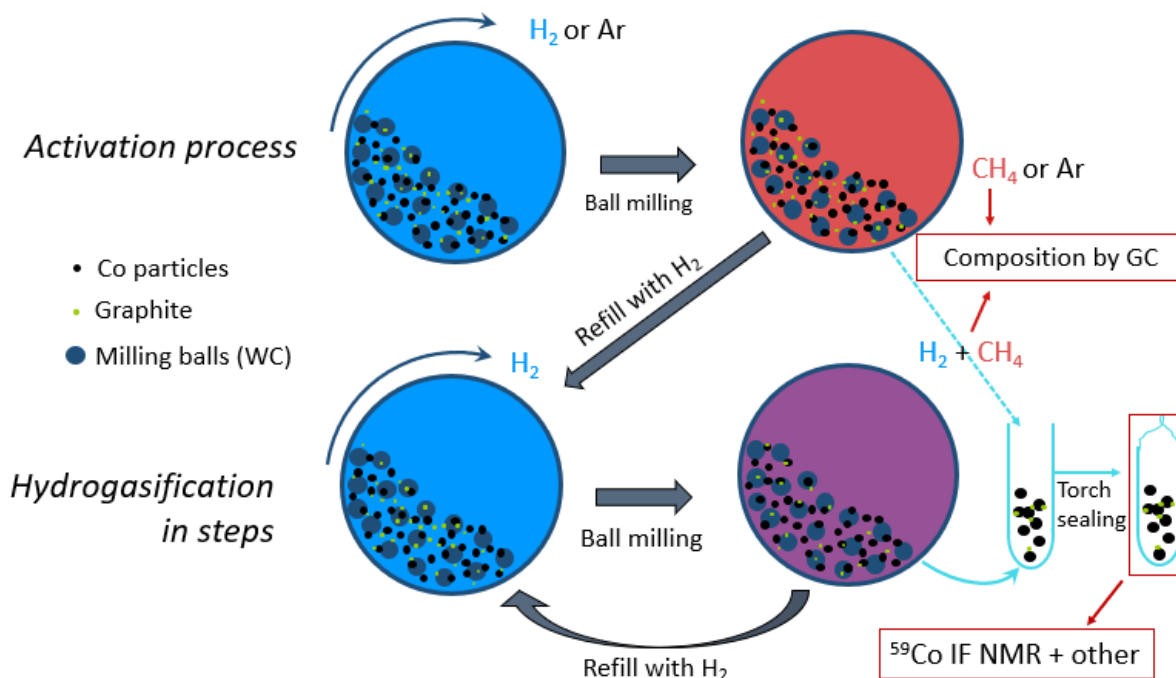 H₂ or Ar
Activation process
Ball milling
CH₄ or Ar
Composition by GC
Co particles
Graphite
Milling balls (WC)
Refill with H₂
H₂
H₂ + CH₄
Hydrogasification
in steps
Ball milling
Torch
sealing
Refill with H₂
⁵⁹Co IF NMR + other